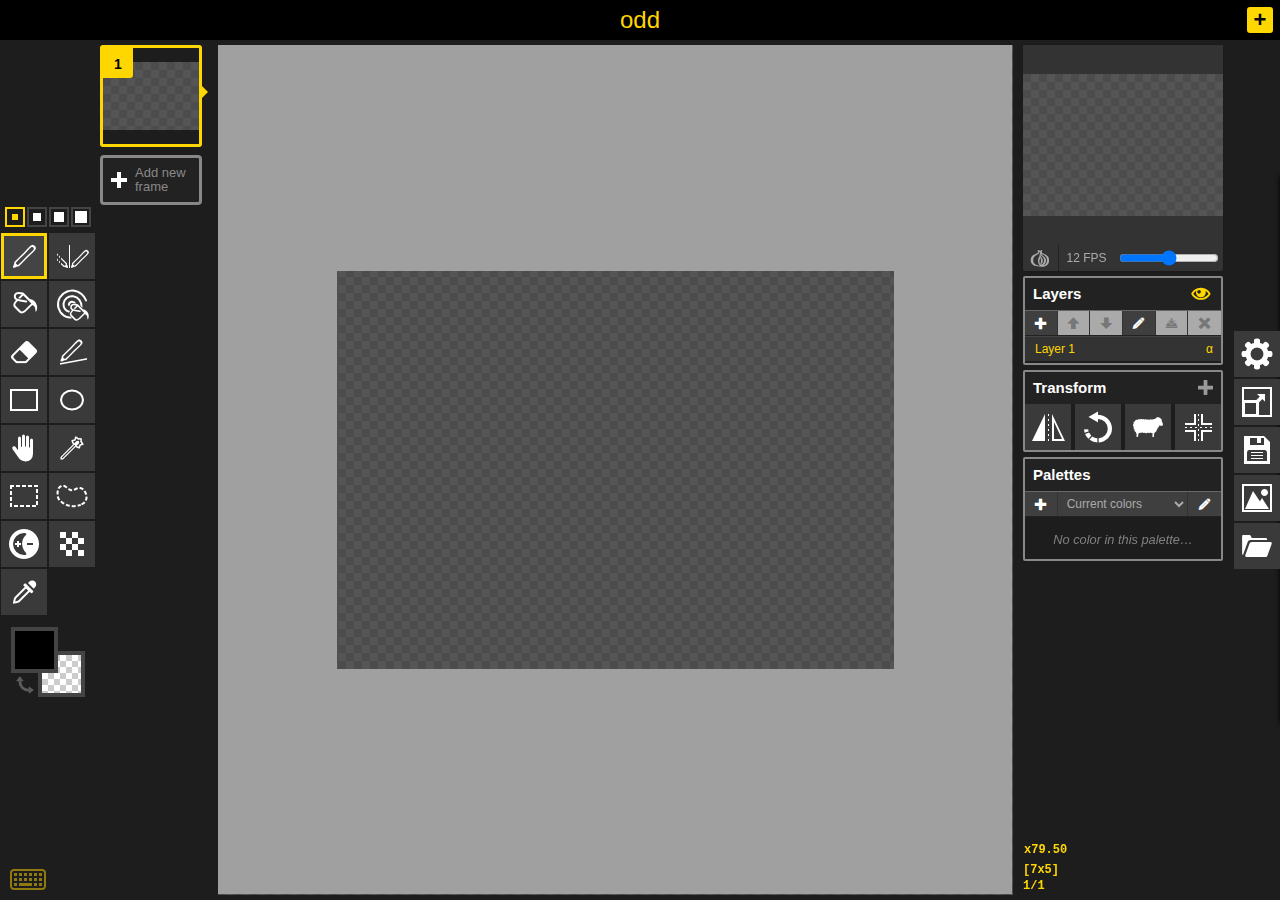 odd
+
1
Add new
frame
12 FPS
Layers
Layer 1
α
Transform
Palettes
Current colors
No color in this palette…
x79.50
[7x5]
1/1